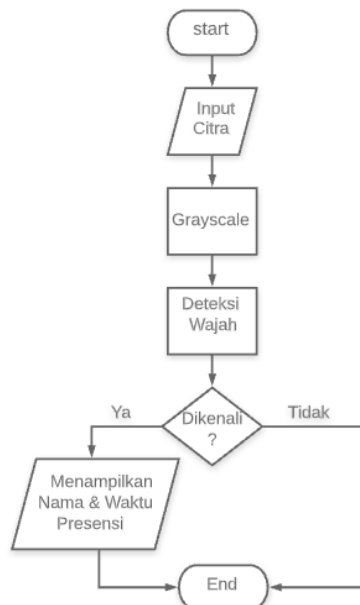 start
Input
Citra
Grayscale
Deteksi
Wajah
Dikenali
?
Ya
Tidak
Menampilkan
Nama & Waktu
Presensi
End